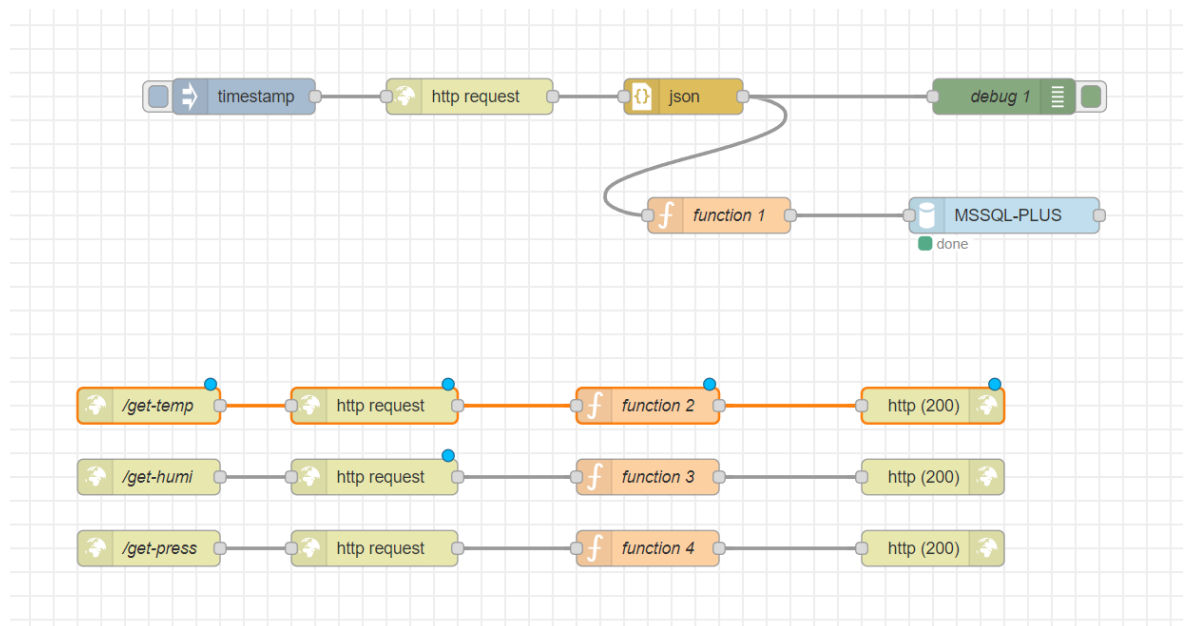 timestamp
http request
json
debug 1
function 1
MSSQL-PLUS
done
/get-temp
http request
function 2
http (200)
/get-humi
http request
function 3
http (200)
/get-press
http request
function 4
http (200)